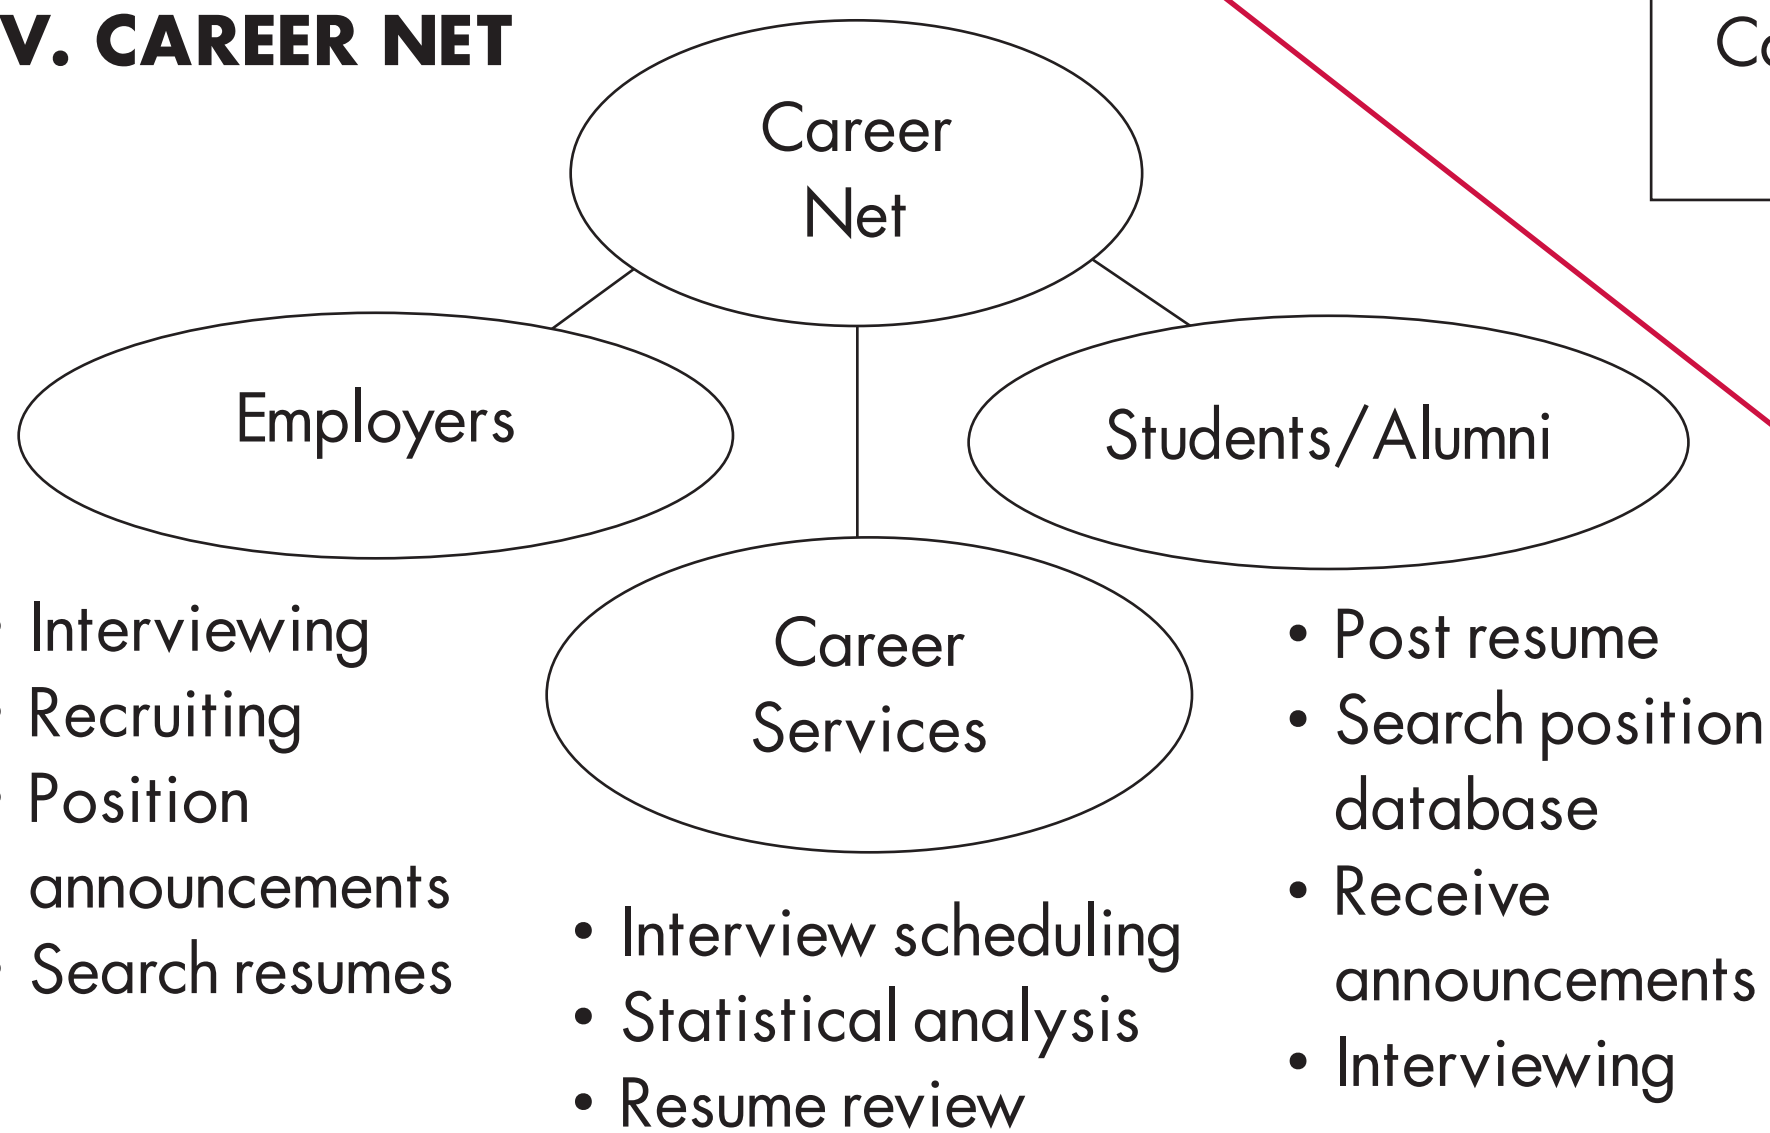 V. CAREER NET
Career
Net
Employers
Students/Alumni
Career
Services
• Interviewing
• Recruiting
• Position
announcements
• Search resumes
• Interview scheduling
• Statistical analysis
• Resume review
• Post resume
• Search position
database
• Receive
announcements
• Interviewing